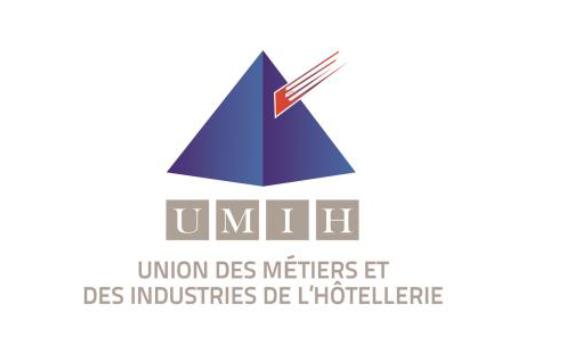 UMIH
UNION DES MÉTIERS ET
DES INDUSTRIES DE L'HÔTELLERIE